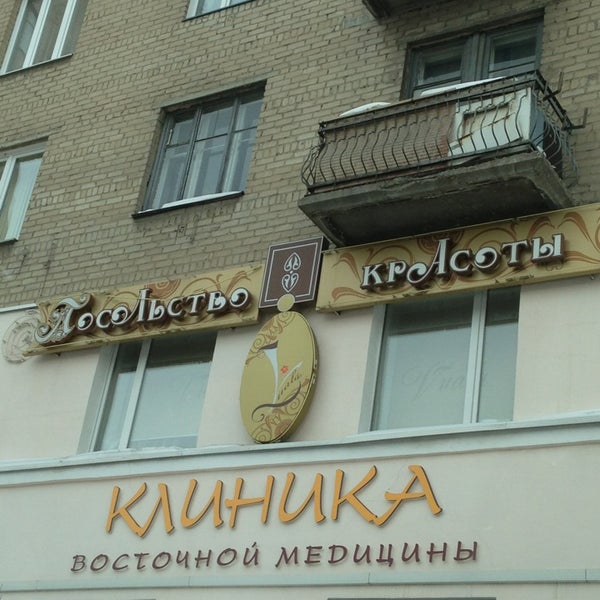 Посольство красоты
КЛИНИКА
ВОСТОЧНОЙ МЕДИЦИНЫ